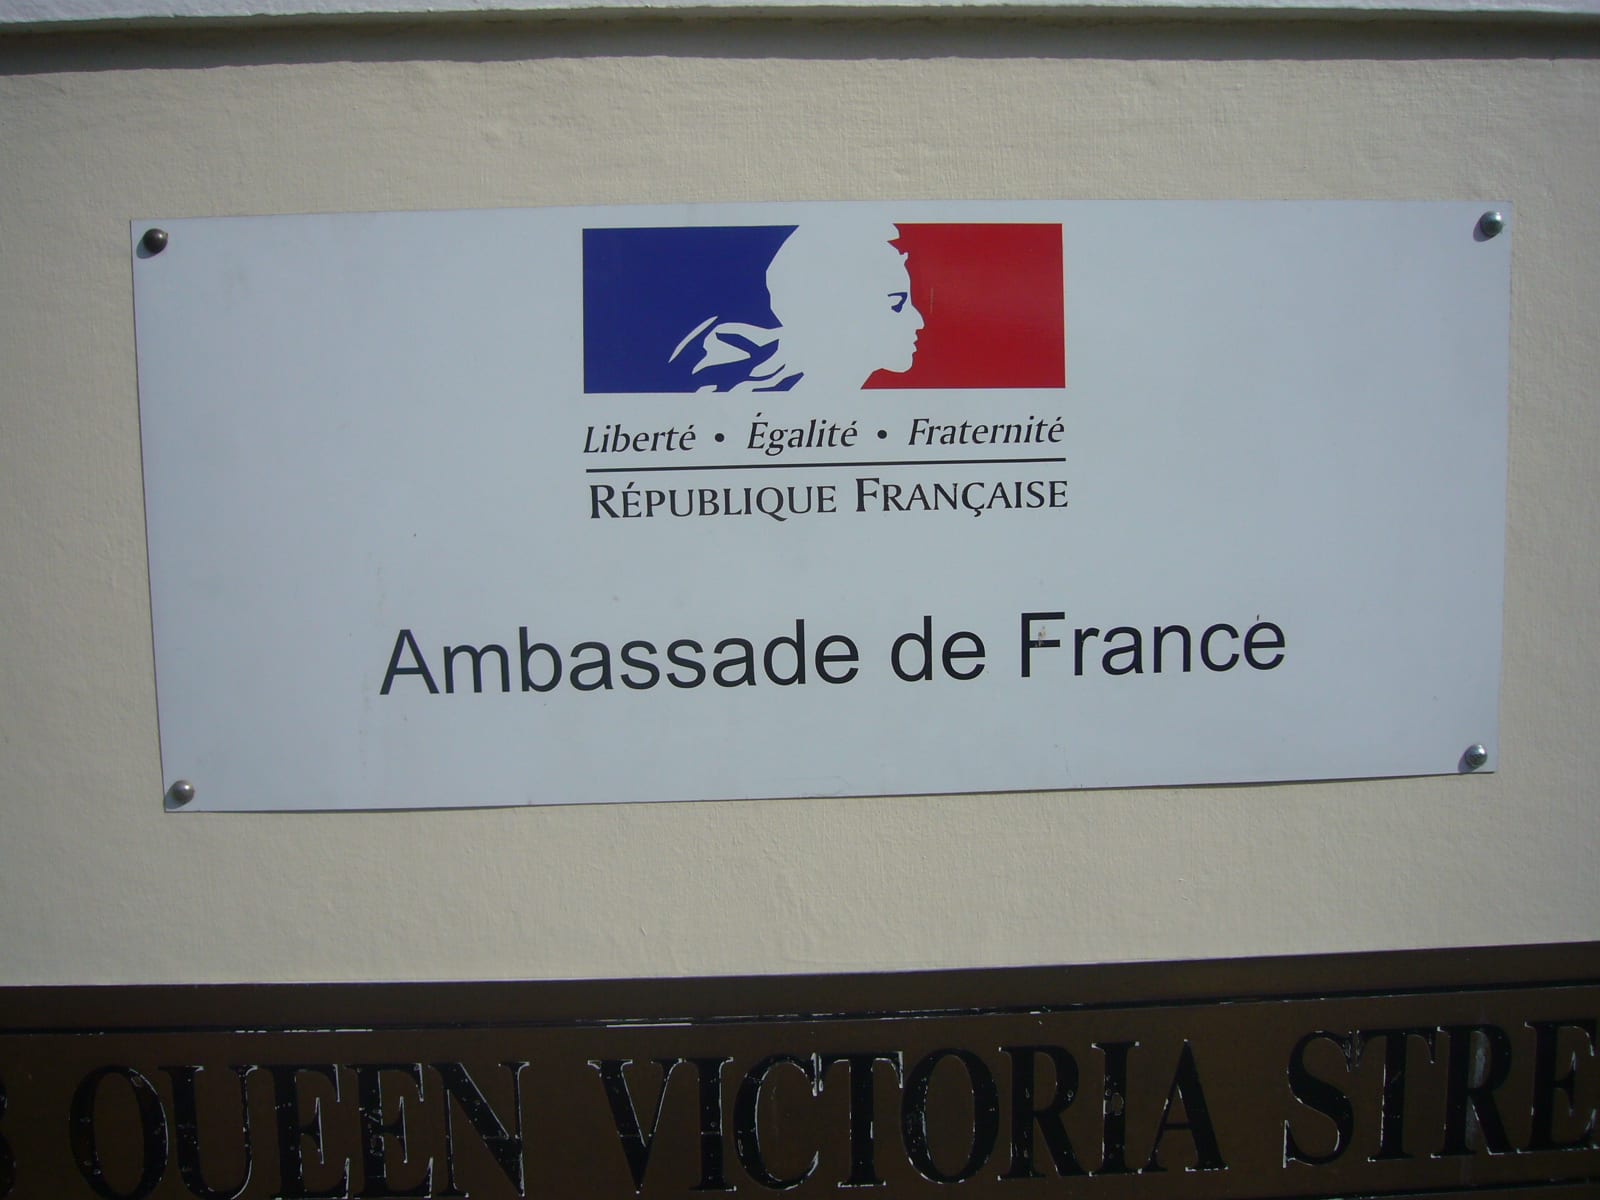 Liberté • Égalité • Fraternité
RÉPUBLIQUE FRANÇAISE
Ambassade de France
QUEEN VICTORIA